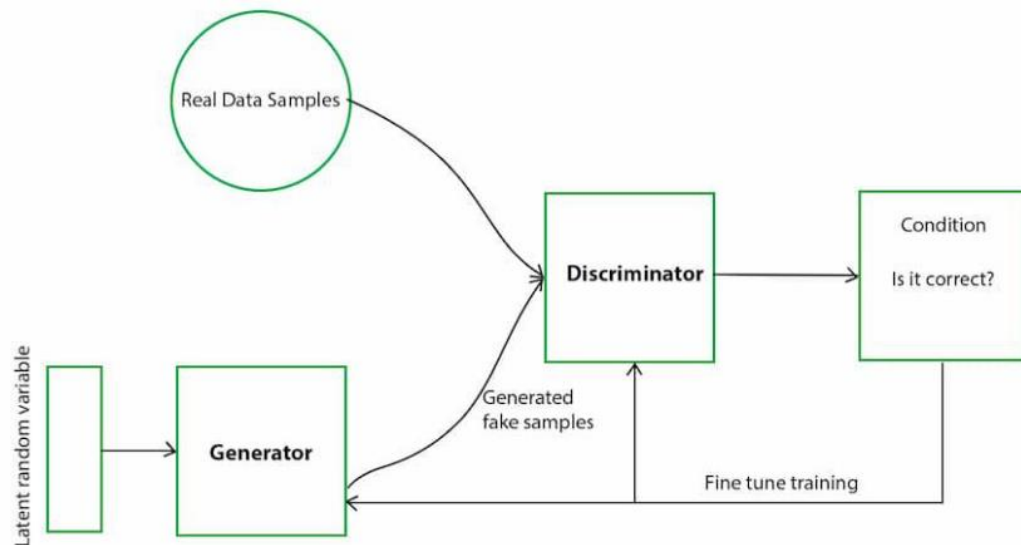 Real Data Samples
Discriminator
Condition
Is it correct?
Latent random variable
Generator
Generated
fake samples
Fine tune training